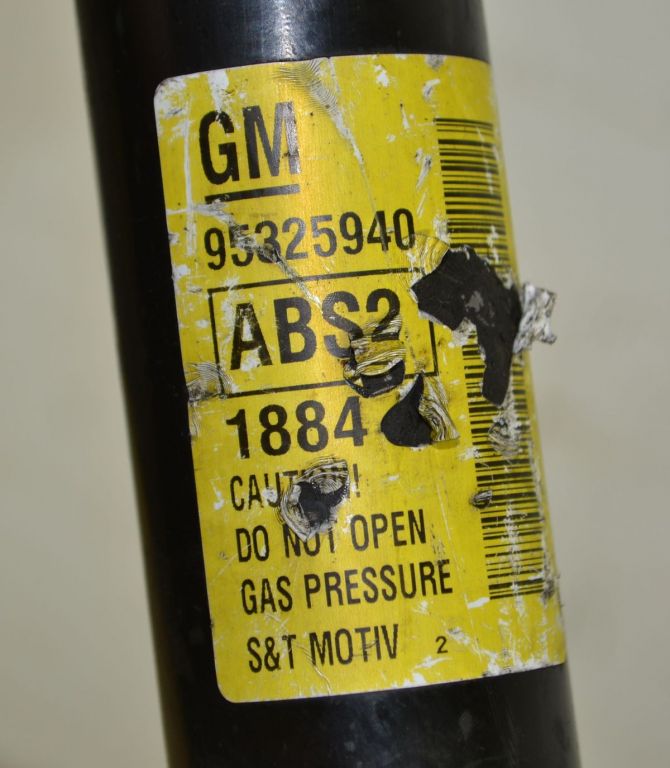 GM
95325940
ABS2
1884
DO NOT OPEN
GAS PRESSURE
S&T MOTIV 2